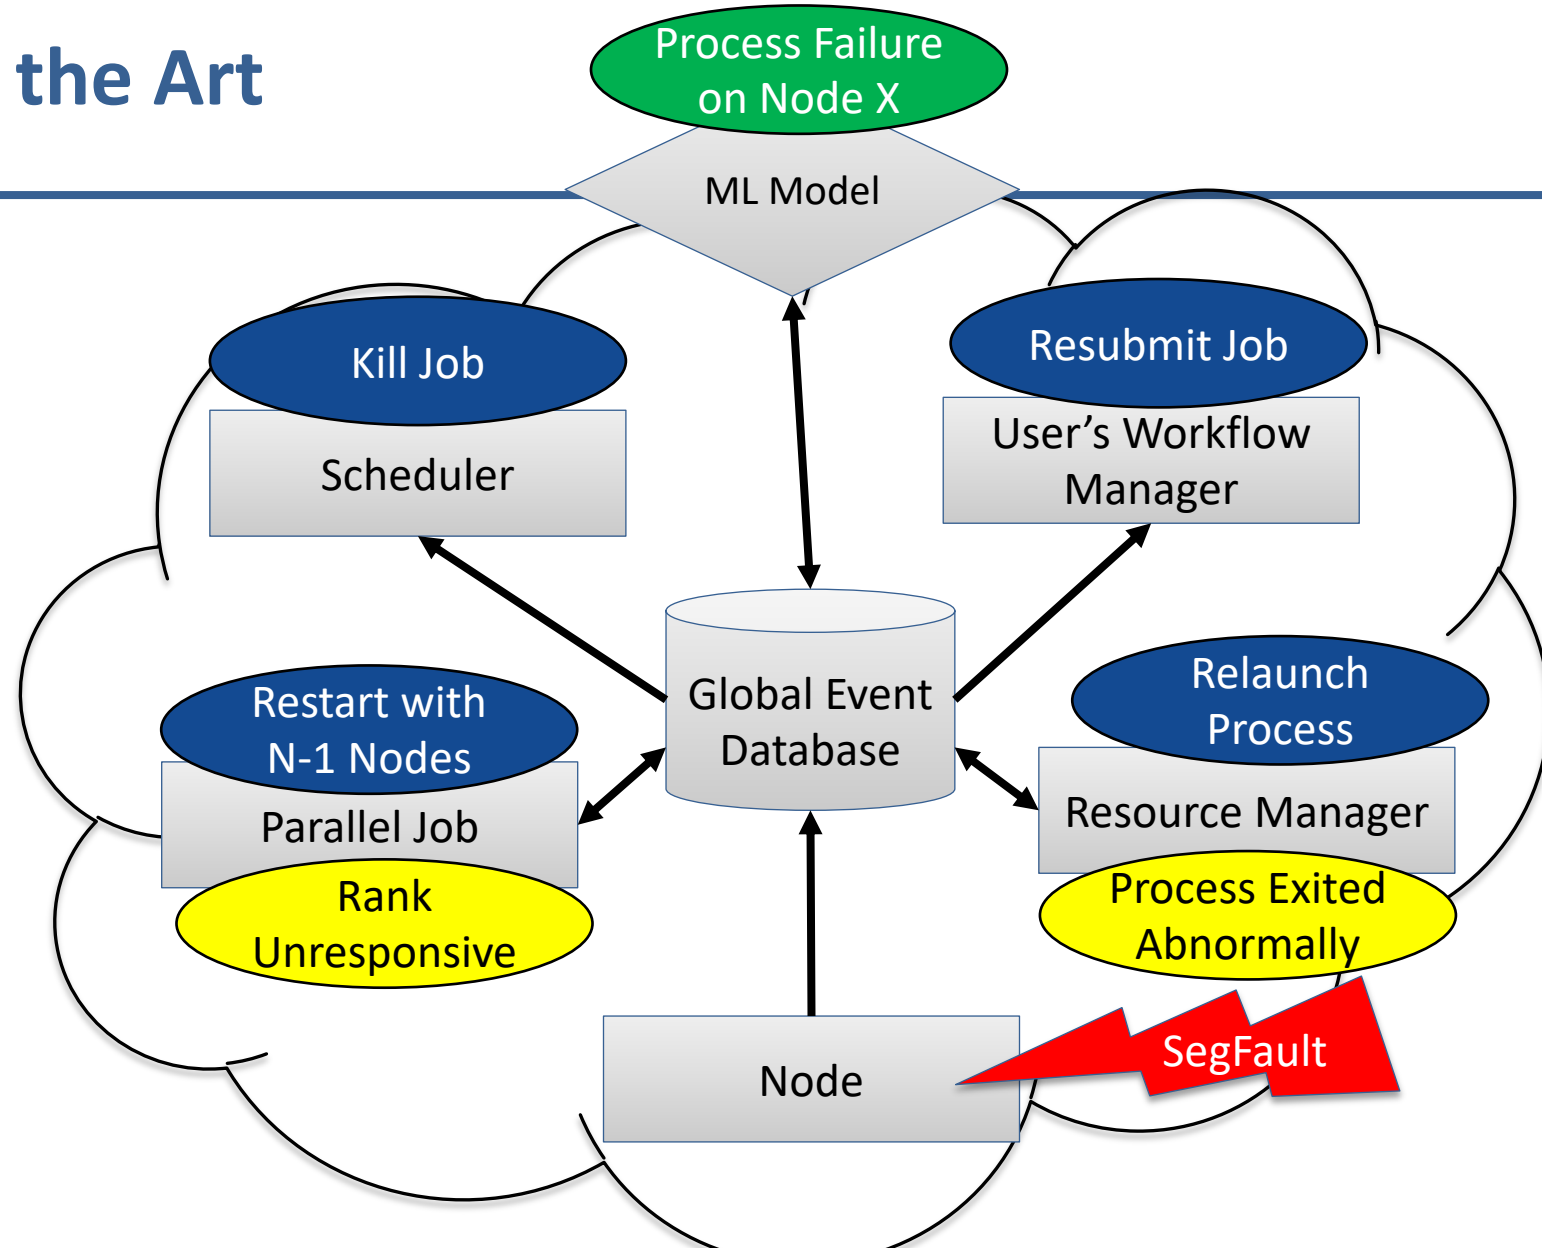 the Art
Process Failure
on Node X
ML Model
Kill Job
Scheduler
Resubmit Job
User’s Workflow
Manager
Global Event
Database
Restart with
N-1 Nodes
Parallel Job
Rank
Unresponsive
Relaunch
Process
Resource Manager
Process Exited
Abnormally
SegFault
Node